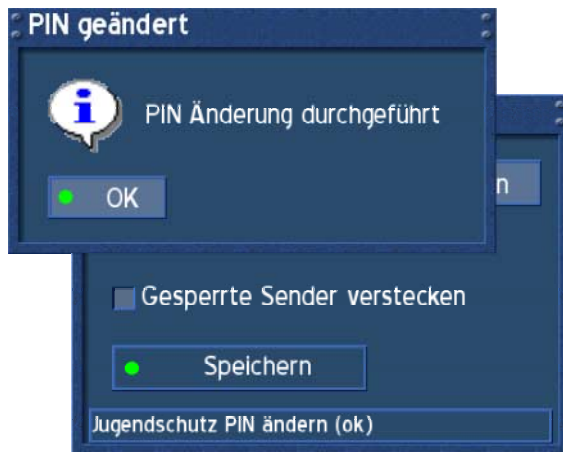 PIN geändert
PIN Änderung durchgeführt
OK
n
Gesperrte Sender verstecken
Speichern
Jugendschutz PIN ändern (ok)